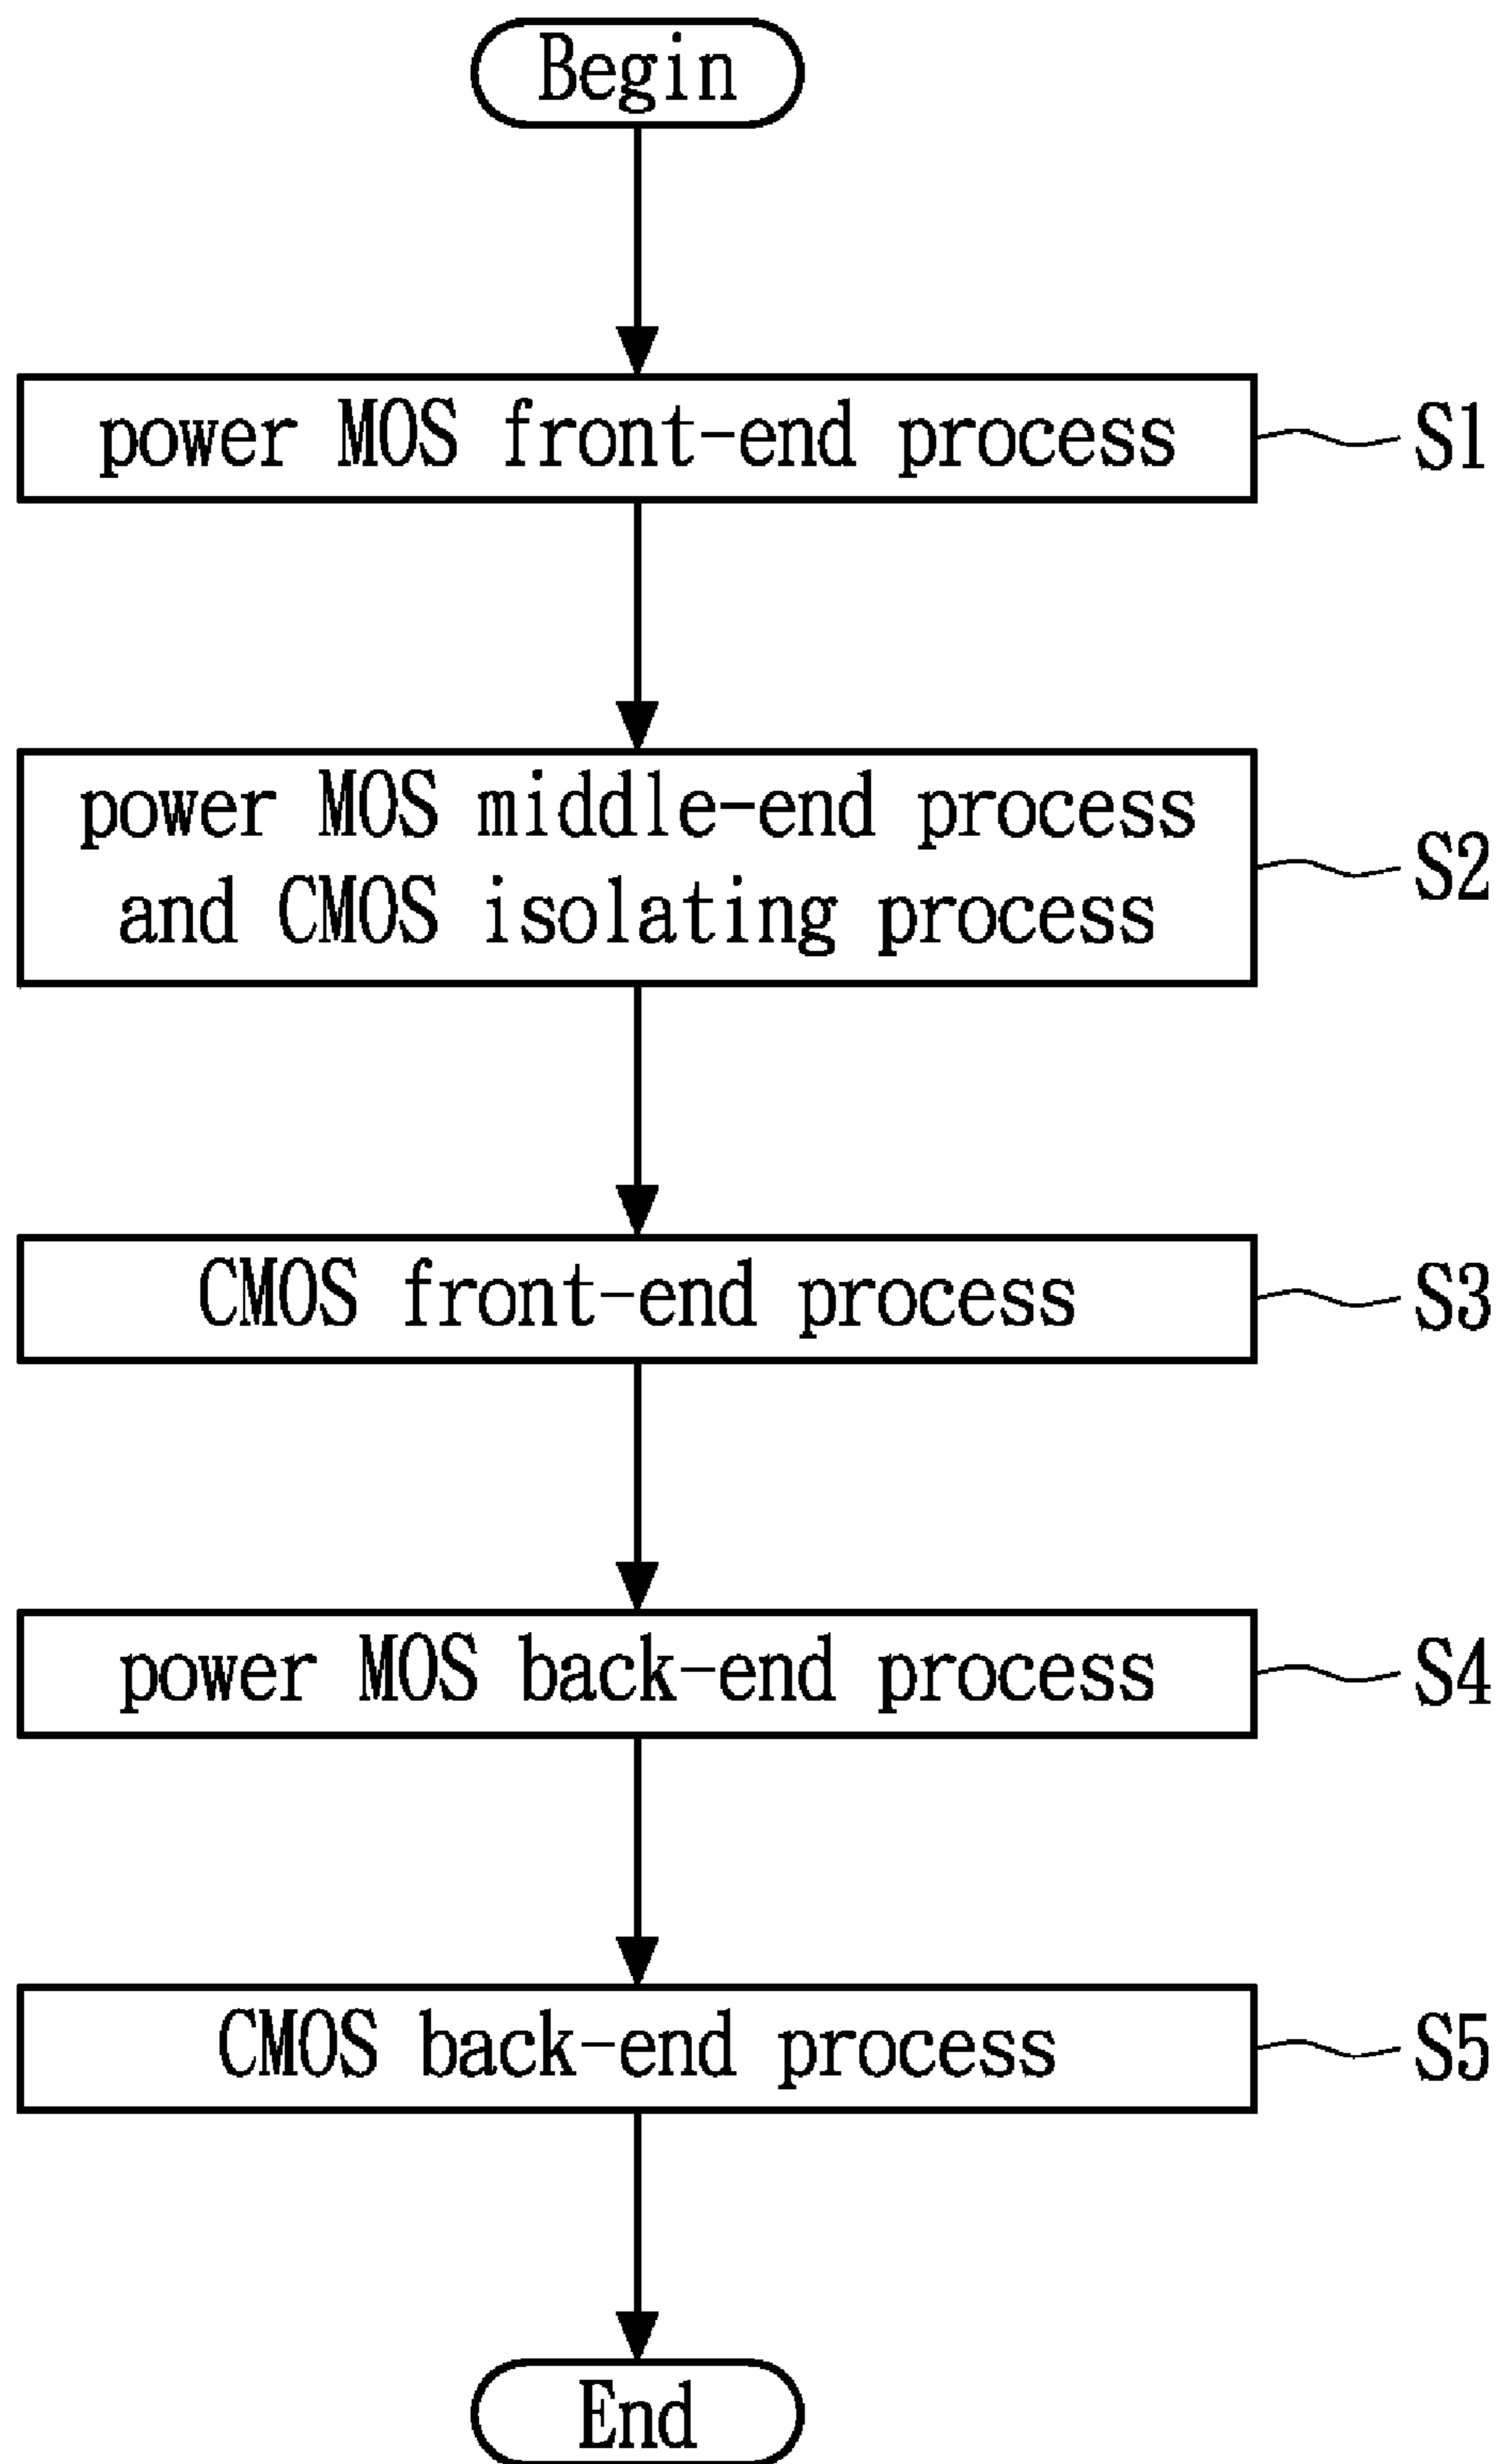 Begin
power MOS front-end process
S1
power MOS middle-end process
and CMOS isolating process
S2
CMOS front-end process
S3
power MOS back-end process
S4
CMOS back-end process
S5
End